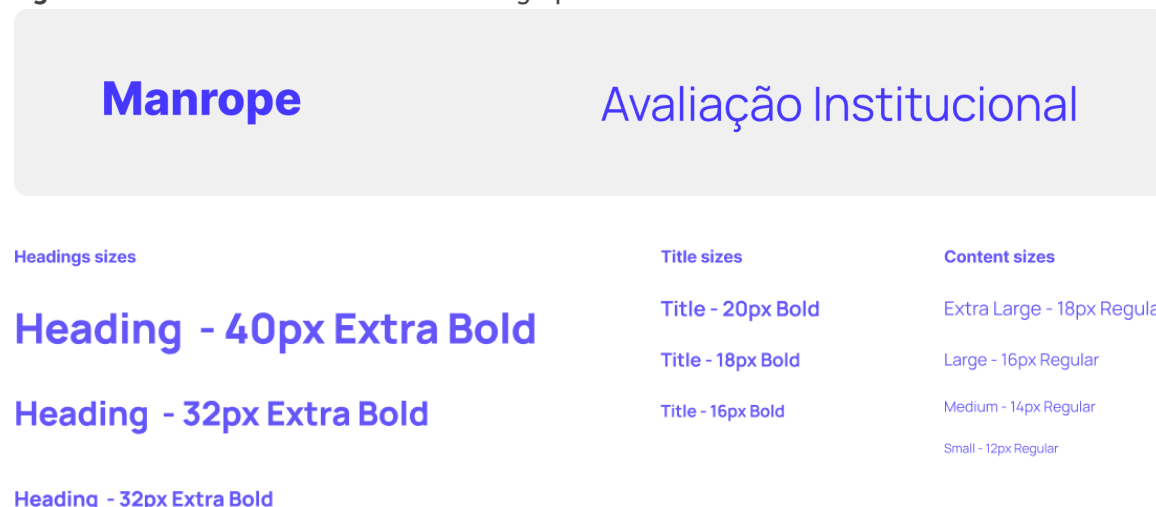 Manrope
Avaliação Institucional
Headings sizes
Heading - 40px Extra Bold
Heading - 32px Extra Bold
Heading - 32px Extra Bold
Title sizes
Title - 20px Bold
Title - 18px Bold
Title - 16px Bold
Content sizes
Extra Large - 18px Regula
Large - 16px Regular
Medium - 14px Regular
Small - 12px Regular